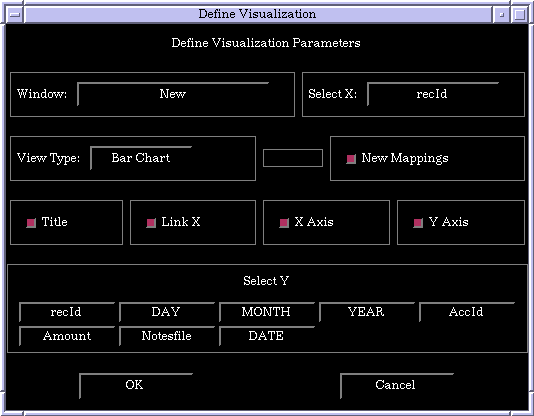 Define Visualization
Define Visualization Parameters
Window: New Select X: recId
View Type: Bar Chart New Mappings
Title Link X X Axis Y Axis
Select Y
recId DAY MONTH YEAR AccId
Amount Notesfile DATE
OK Cancel